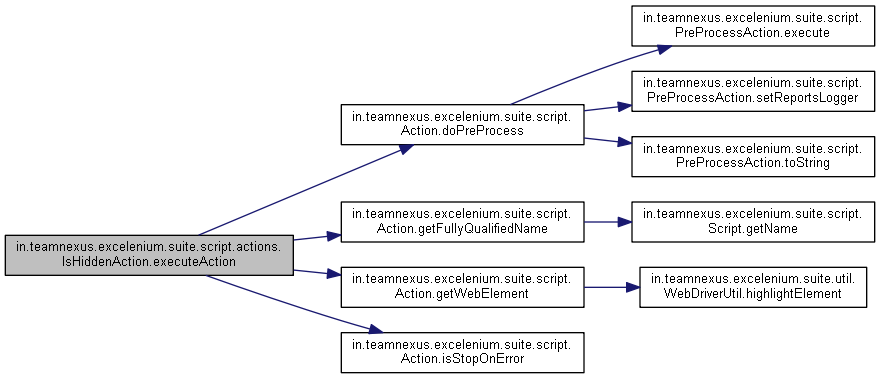 in.teamnexus.excelenium.suite.script.actions.
IsHiddenAction.executeAction
in.teamnexus.excelenium.suite.script.
Action.doPreProcess
in.teamnexus.excelenium.suite.script.
PreProcessAction.execute
in.teamnexus.excelenium.suite.script.
PreProcessAction.setReportsLogger
in.teamnexus.excelenium.suite.script.
PreProcessAction.toString
in.teamnexus.excelenium.suite.script.
Action.getFullyQualifiedName
in.teamnexus.excelenium.suite.script.
Script.getName
in.teamnexus.excelenium.suite.script.
Action.getWebElement
in.teamnexus.excelenium.suite.util.
WebDriverUtil.highlightElement
in.teamnexus.excelenium.suite.script.
Action.isStopOnError